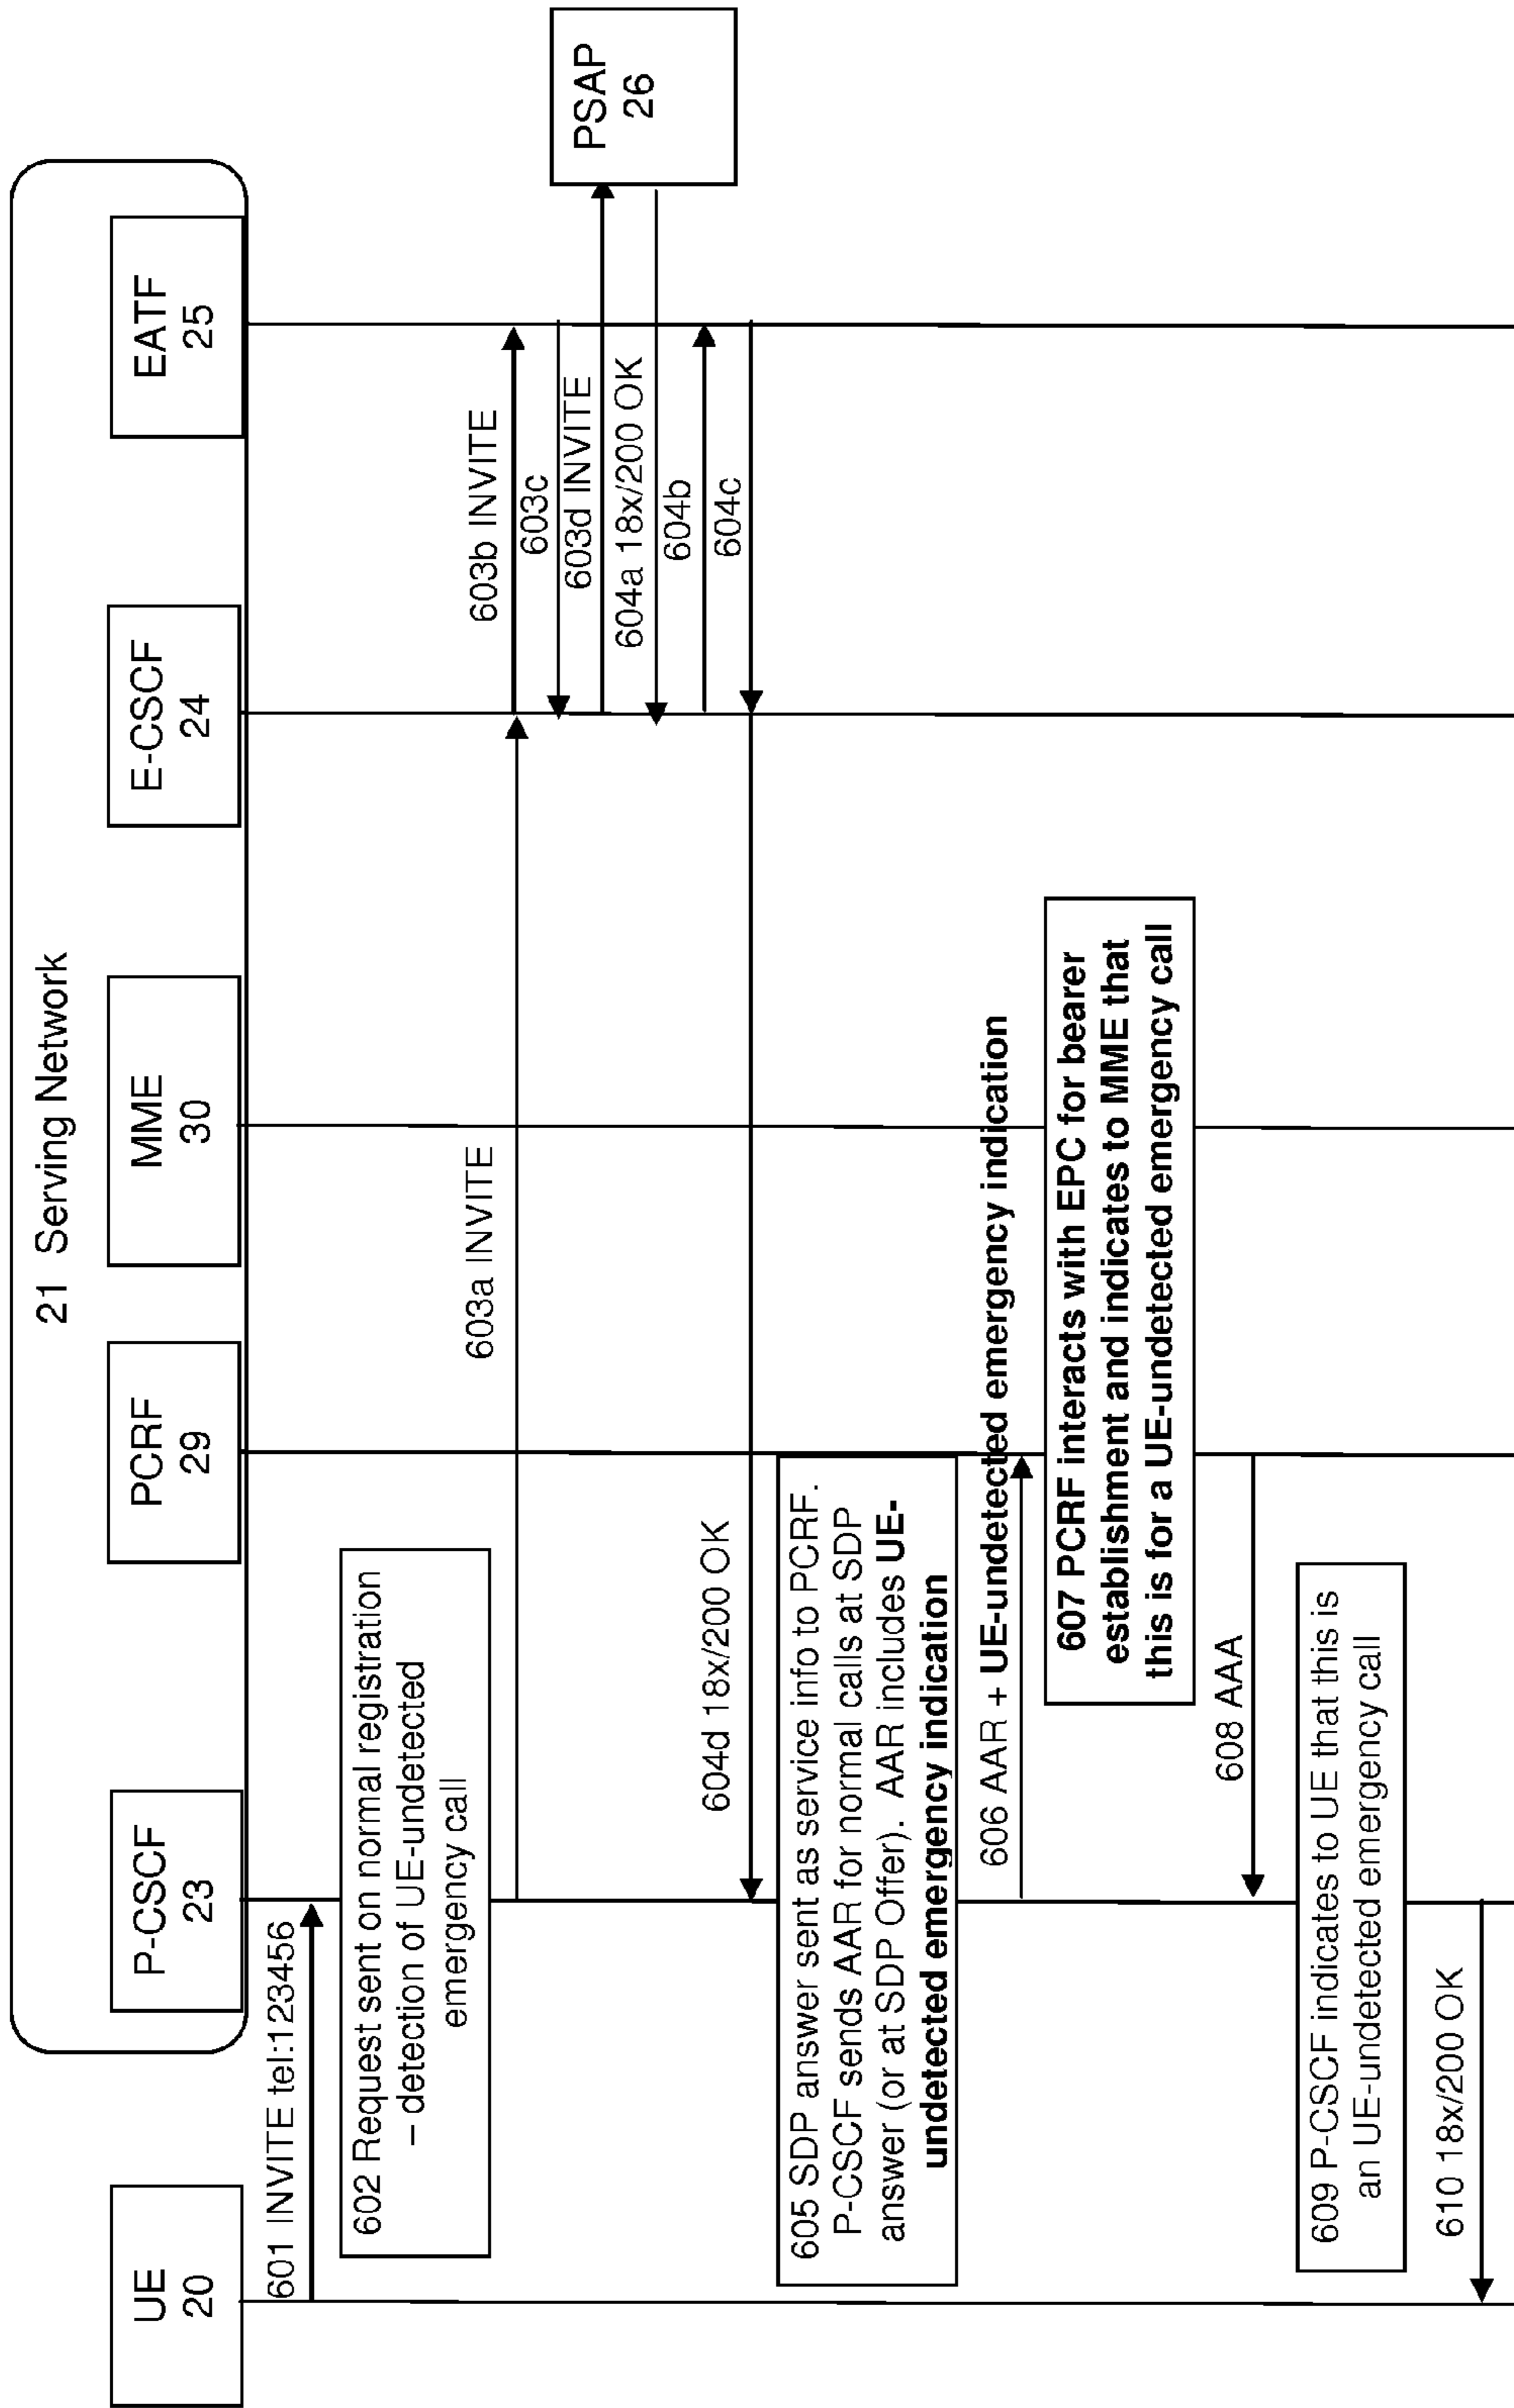 21 Serving Network
UE
20
P-CSCF
23
PCRF
29
MME
30
E-CSCF
24
EATF
25
PSAP
26
601 INVITE tel:123456
602 Request sent on normal registration
– detection of UE-undetected
emergency call
603a INVITE
603b INVITE
603c
603d INVITE
604a 18x/200 OK
604b
604c
604d 18x/200 OK
605 SDP answer sent as service info to PCRF.
P-CSCF sends AAR for normal calls at SDP
answer (or at SDP Offer). AAR includes UE-
undetected emergency indication
606 AAR + UE-undetected emergency indication
607 PCRF interacts with EPC for bearer
establishment and indicates to MME that
this is for a UE-undetected emergency call
608 AAA
609 P-CSCF indicates to UE that this is
an UE-undetected emergency call
610 18x/200 OK